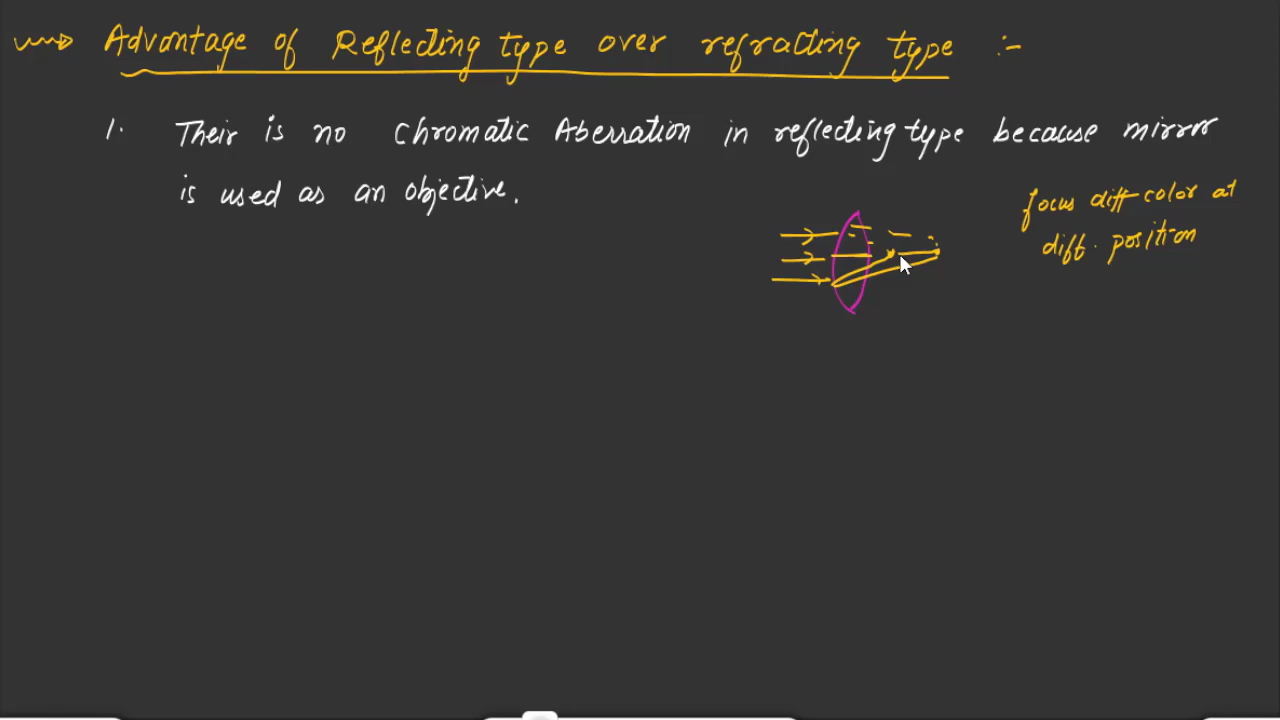 Advantage of Reflecting type over refracting type :-
1. Their is no Chromatic Aberration in reflecting type because mirror
is used as an objective.
focus diff color at
diff. position